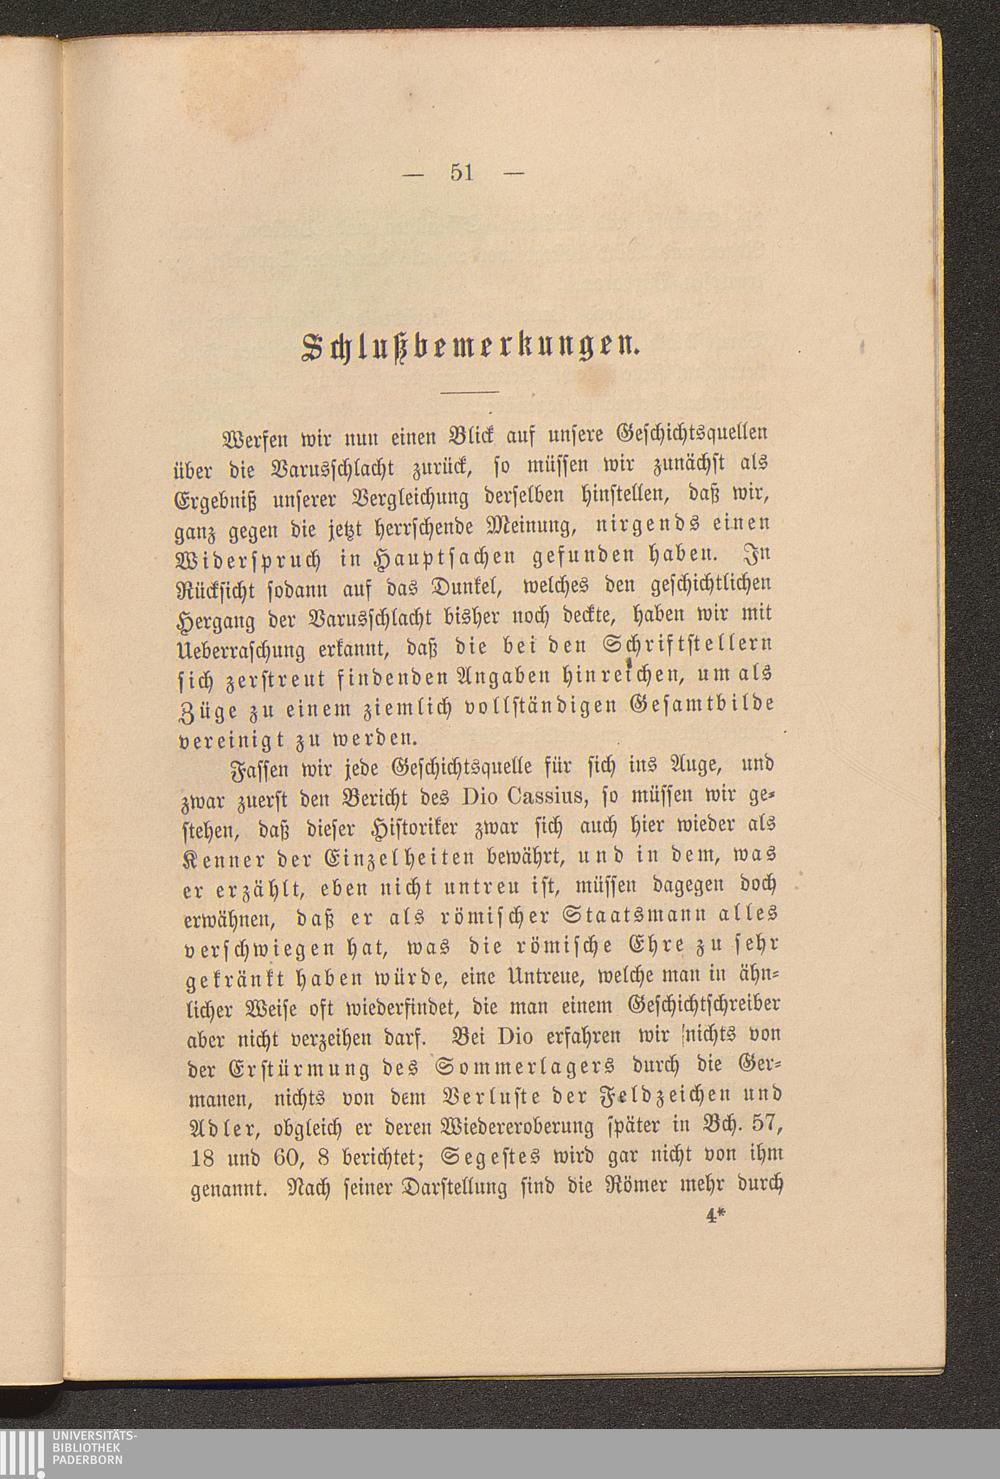 — 51 —
Schlußbemerkungen.
Werfen wir nun einen Blick auf unsere Geschichtsquellen
über die Varusschlacht zurück, so müssen wir zunächst als
Ergebniß unserer Vergleichung derselben hinstellen, daß wir,
ganz gegen die jetzt herrschende Meinung, nirgends einen
Widerspruch in Hauptsachen gefunden haben. In
Rücksicht sodann auf das Dunkel, welches den geschichtlichen
Hergang der Varusschlacht bisher noch deckte, haben wir mit
Ueberraschung erkannt, daß die bei den Schriftstellern
sich zerstreut findenden Angaben hinreichen, um als
Züge zu einem ziemlich vollständigen Gesamtbilde
vereinigt zu werden.
Fassen wir jede Geschichtsquelle für sich ins Auge, und
zwar zuerst den Bericht des Dio Cassius, so müssen wir ge-
stehen, daß dieser Historiker zwar sich auch hier wieder als
Kenner der Einzelheiten bewährt, und in dem, was
er erzählt, eben nicht untreu ist, müssen dagegen doch
erwähnen, daß er als römischer Staatsmann alles
verschwiegen hat, was die römische Ehre zu sehr
gekränkt haben würde, eine Untreue, welche man in ähn-
licher Weise oft wiederfindet, die man einem Geschichtschreiber
aber nicht verzeihen darf. Bei Dio erfahren wir nichts von
der Erstürmung des Sommerlagers durch die Ger-
manen, nichts von dem Verluste der Feldzeichen und
Adler, obgleich er deren Wiedereroberung später in Bch. 57,
18 und 60, 8 berichtet; Segestes wird gar nicht von ihm
genannt. Nach seiner Darstellung sind die Römer mehr durch
4*
UNIVERSITÄTS-
BIBLIOTHEK
PADERBORN